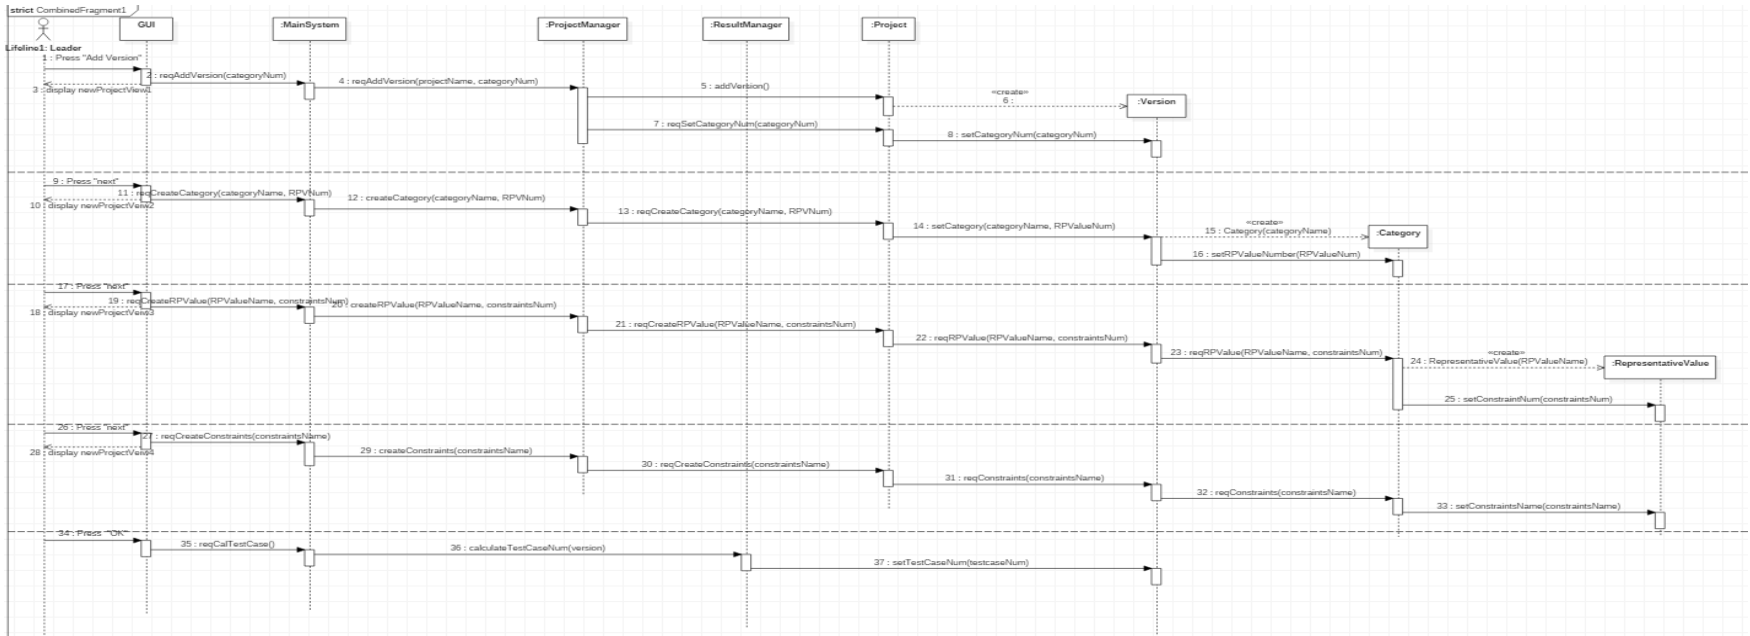 strict CombinedFragment1
GUI
:MainSystem
:ProjectManager
:ResultManager
:Project
Lifeline1: Leader
1 : Press "Add Version"
2 : reqAddVersion(categoryNum)
3 : display newProjectView1
4 : reqAddVersion(projectName, categoryNum)
5 : addVersion()
«create»
6 :
:Version
7 : reqSetCategoryNum(categoryNum)
8 : setCategoryNum(categoryNum)
9 : Press "next"
11 : reqCreateCategory(categoryName, RPVNum)
10 : display newProjectVeiw2
12 : createCategory(categoryName, RPVNum)
13 : reqCreateCategory(categoryName, RPVNum)
14 : setCategory(categoryName, RPValueNum)
«create»
15 : Category(categoryName)
:Category
16 : setRPValueNumber(RPValueNum)
17 : Press "next"
19 : reqCreateRPValue(RPValueName, constraintsNum)
18 : display newProjectVeiw3
20 : createRPValue(RPValueName, constraintsNum)
21 : reqCreateRPValue(RPValueName, constraintsNum)
22 : reqRPValue(RPValueName, constraintsNum)
23 : reqRPValue(RPValueName, constraintsNum)
«create»
24 : RepresentativeValue(RPValueName)
:RepresentativeValue
25 : setConstraintNum(constraintsNum)
26 : Press "next"
27 : reqCreateConstraints(constraintsName)
28 : display newProjectVeiw4
29 : createConstraints(constraintsName)
30 : reqCreateConstraints(constraintsName)
31 : reqConstraints(constraintsName)
32 : reqConstraints(constraintsName)
33 : setConstraintsName(constraintsName)
34 : Press "OK"
35 : reqCalTestCase()
36 : calculateTestCaseNum(version)
37 : setTestCaseNum(testcaseNum)